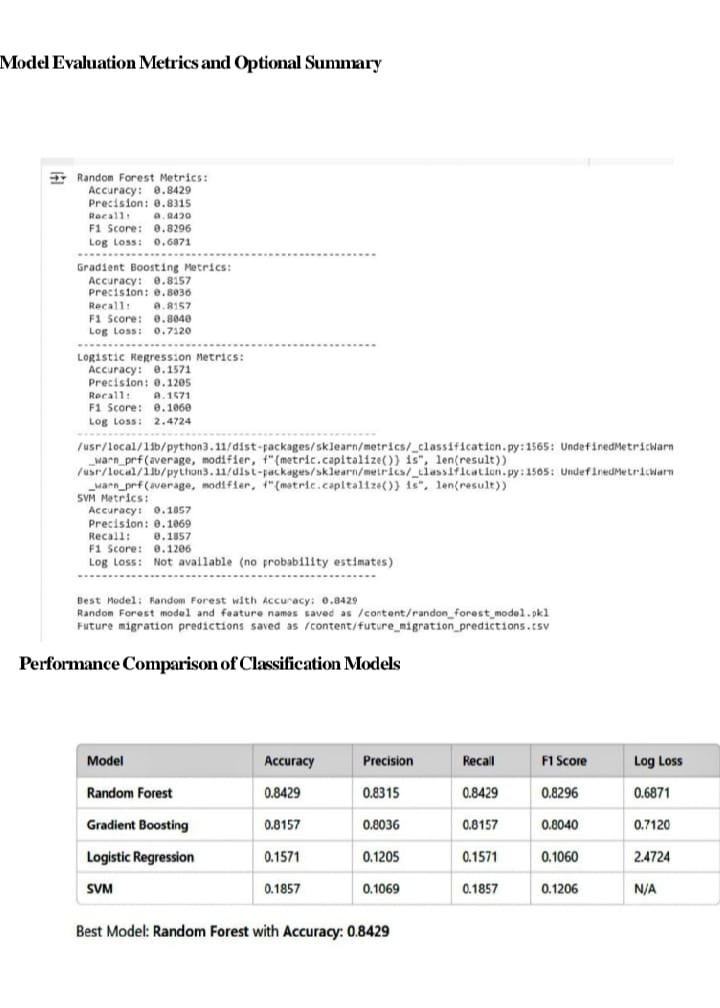 Model Evaluation Metrics and Optional Summary
Random Forest Metrics:
Accuracy: 0.8429
Precision: 0.8315
Recall: 0.8429
F1 Score: 0.8296
Log Loss: 0.6871
------------------------------------------------------
Gradient Boosting Metrics:
Accuracy: 0.8157
Precision: 0.8036
Recall: 0.8157
F1 Score: 0.8040
Log Loss: 0.7120
------------------------------------------------------
Logistic Regression Metrics:
Accuracy: 0.1571
Precision: 0.1205
Recall: 0.1571
F1 Score: 0.1060
Log Loss: 2.4724
------------------------------------------------------
/usr/local/lib/python3.11/dist-packages/sklearn/metrics/_classification.py:1565: UndefinedMetricWarn
_warn_prf(average, modifier, f"{metric.capitalize()} is", len(result))
/usr/local/lib/python3.11/dist-packages/sklearn/metrics/_classification.py:1565: UndefinedMetricWarn
_warn_prf(average, modifier, f"{metric.capitalize()} is", len(result))
SVM Metrics:
Accuracy: 0.1857
Precision: 0.1069
Recall: 0.1857
F1 Score: 0.1206
Log Loss: Not available (no probability estimates)
------------------------------------------------------
Best Model: Random Forest with Accuracy: 0.8429
Random Forest model and feature names saved as /content/random_forest_model.pkl
Future migration predictions saved as /content/future_migration_predictions.csv
Performance Comparison of Classification Models
Model Accuracy Precision Recall F1 Score Log Loss
Random Forest 0.8429 0.8315 0.8429 0.8296 0.6871
Gradient Boosting 0.8157 0.8036 0.8157 0.8040 0.7120
Logistic Regression 0.1571 0.1205 0.1571 0.1060 2.4724
SVM 0.1857 0.1069 0.1857 0.1206 N/A
Best Model: Random Forest with Accuracy: 0.8429